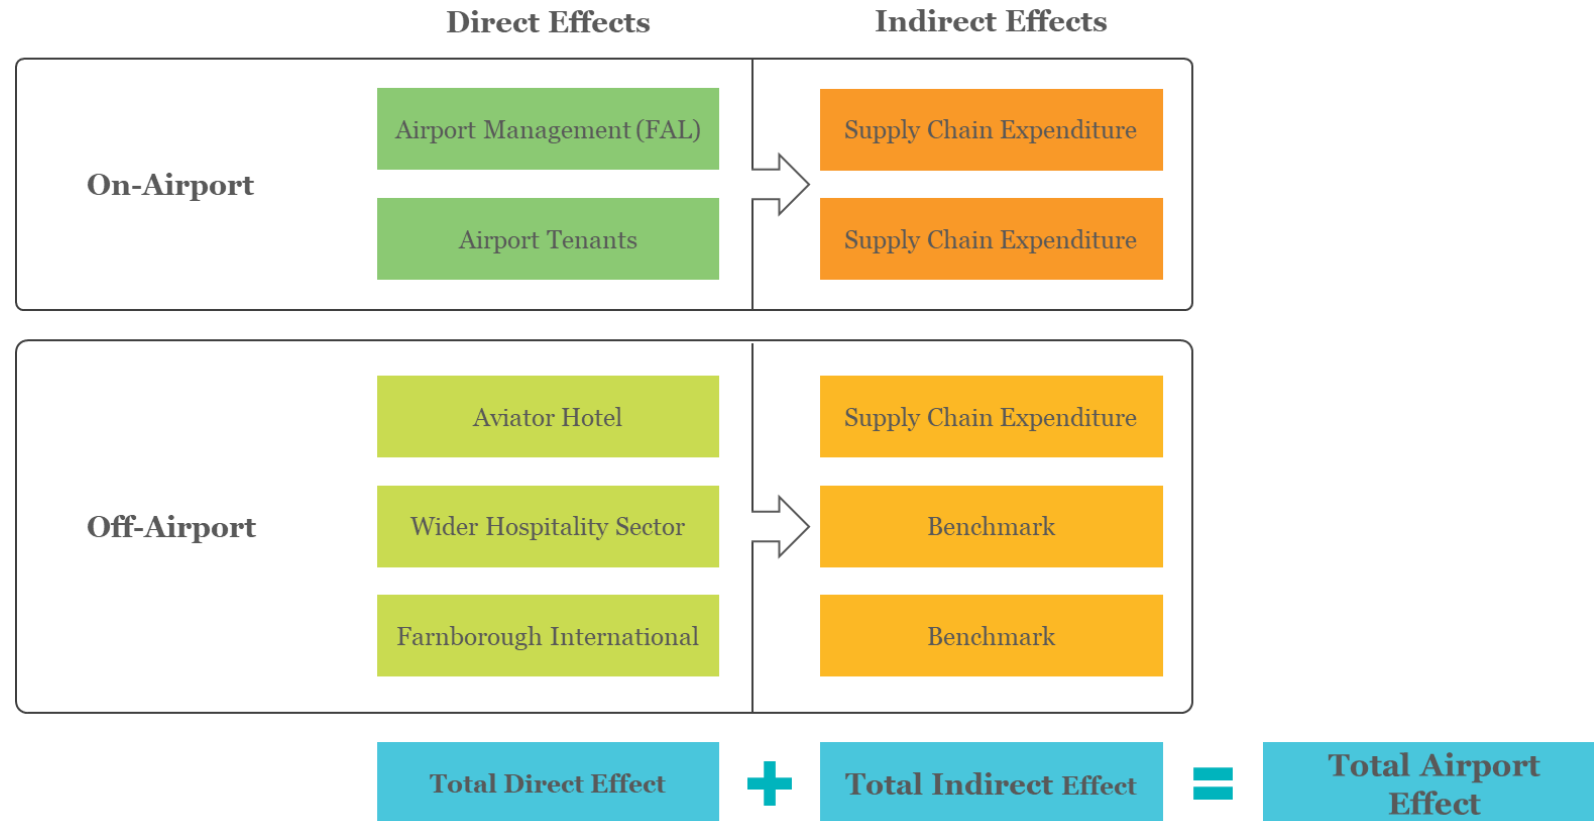 Direct Effects
Indirect Effects
On-Airport
Airport Management (FAL)
Supply Chain Expenditure
Airport Tenants
Supply Chain Expenditure
Off-Airport
Aviator Hotel
Supply Chain Expenditure
Wider Hospitality Sector
Benchmark
Farnborough International
Benchmark
Total Direct Effect
+
Total Indirect Effect
=
Total Airport
Effect